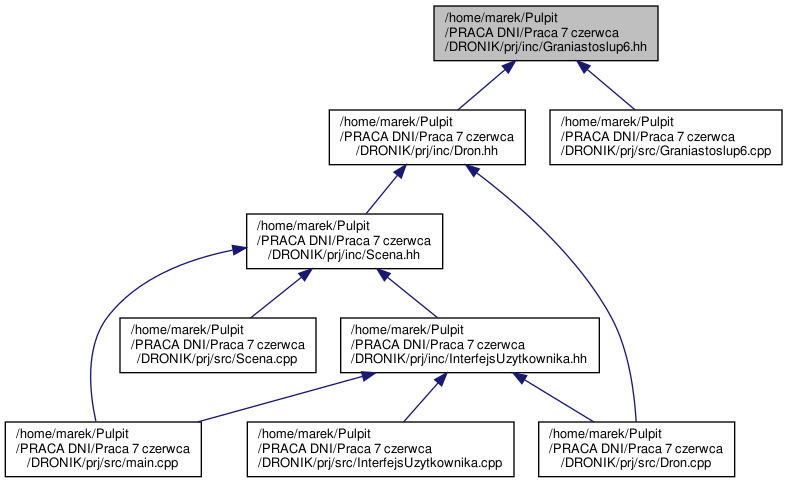 /home/marek/Pulpit
/PRACA DNI/Praca 7 czerwca
/DRONIK/prj/inc/Graniastoslup6.hh
/home/marek/Pulpit
/PRACA DNI/Praca 7 czerwca
/DRONIK/prj/inc/Dron.hh
/home/marek/Pulpit
/PRACA DNI/Praca 7 czerwca
/DRONIK/prj/src/Graniastoslup6.cpp
/home/marek/Pulpit
/PRACA DNI/Praca 7 czerwca
/DRONIK/prj/inc/Scena.hh
/home/marek/Pulpit
/PRACA DNI/Praca 7 czerwca
/DRONIK/prj/src/Scena.cpp
/home/marek/Pulpit
/PRACA DNI/Praca 7 czerwca
/DRONIK/prj/inc/InterfejsUzytkownika.hh
/home/marek/Pulpit
/PRACA DNI/Praca 7 czerwca
/DRONIK/prj/src/main.cpp
/home/marek/Pulpit
/PRACA DNI/Praca 7 czerwca
/DRONIK/prj/src/InterfejsUzytkownika.cpp
/home/marek/Pulpit
/PRACA DNI/Praca 7 czerwca
/DRONIK/prj/src/Dron.cpp